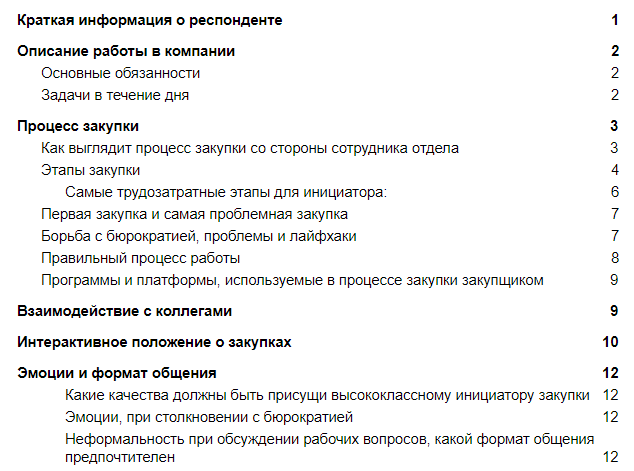 Краткая информация о респонденте 1
Описание работы в компании 2
Основные обязанности 2
Задачи в течение дня 2
Процесс закупки 3
Как выглядит процесс закупки со стороны сотрудника отдела 3
Этапы закупки 4
Самые трудозатратные этапы для инициатора: 6
Первая закупка и самая проблемная закупка 7
Борьба с бюрократией, проблемы и лайфхаки 7
Правильный процесс работы 8
Программы и платформы, используемые в процессе закупки закупщиком 9
Взаимодействие с коллегами 9
Интерактивное положение о закупках 10
Эмоции и формат общения 12
Какие качества должны быть присущи высококлассному инициатору закупки 12
Эмоции, при столкновении с бюрократией 12
Неформальность при обсуждении рабочих вопросов, какой формат общения
предпочтителен 12